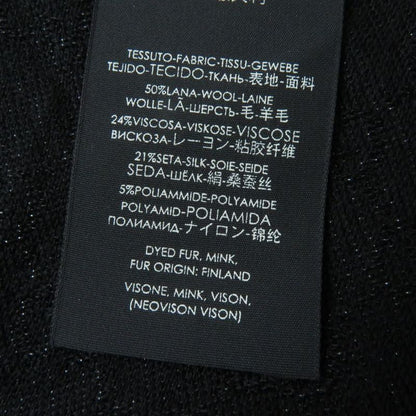 TESSUTO-FABRIC-TISSU-GEWEBE
TEJIDO-TECIDO-ТКАНЬ-表地-面料
50%LANA-WOOL-LAINE
WOLLE-LÃ-ШЕРСТЬ-毛-羊毛
24%VISCOSA-VISKOSE-VISCOSE
ВИСКОЗА-レーヨン-粘胶纤维
21%SETA-SILK-SOIE-SEIDE
SEDA-ШЁЛК-絹-桑蚕丝
5%POLIAMMIDE-POLYAMIDE
POLYAMID-POLIAMIDA
ПОЛИАМИД-ナイロン-锦纶
DYED FUR, MINK,
FUR ORIGIN: FINLAND
VISONE, MINK, VISON,
(NEOVISON VISON)